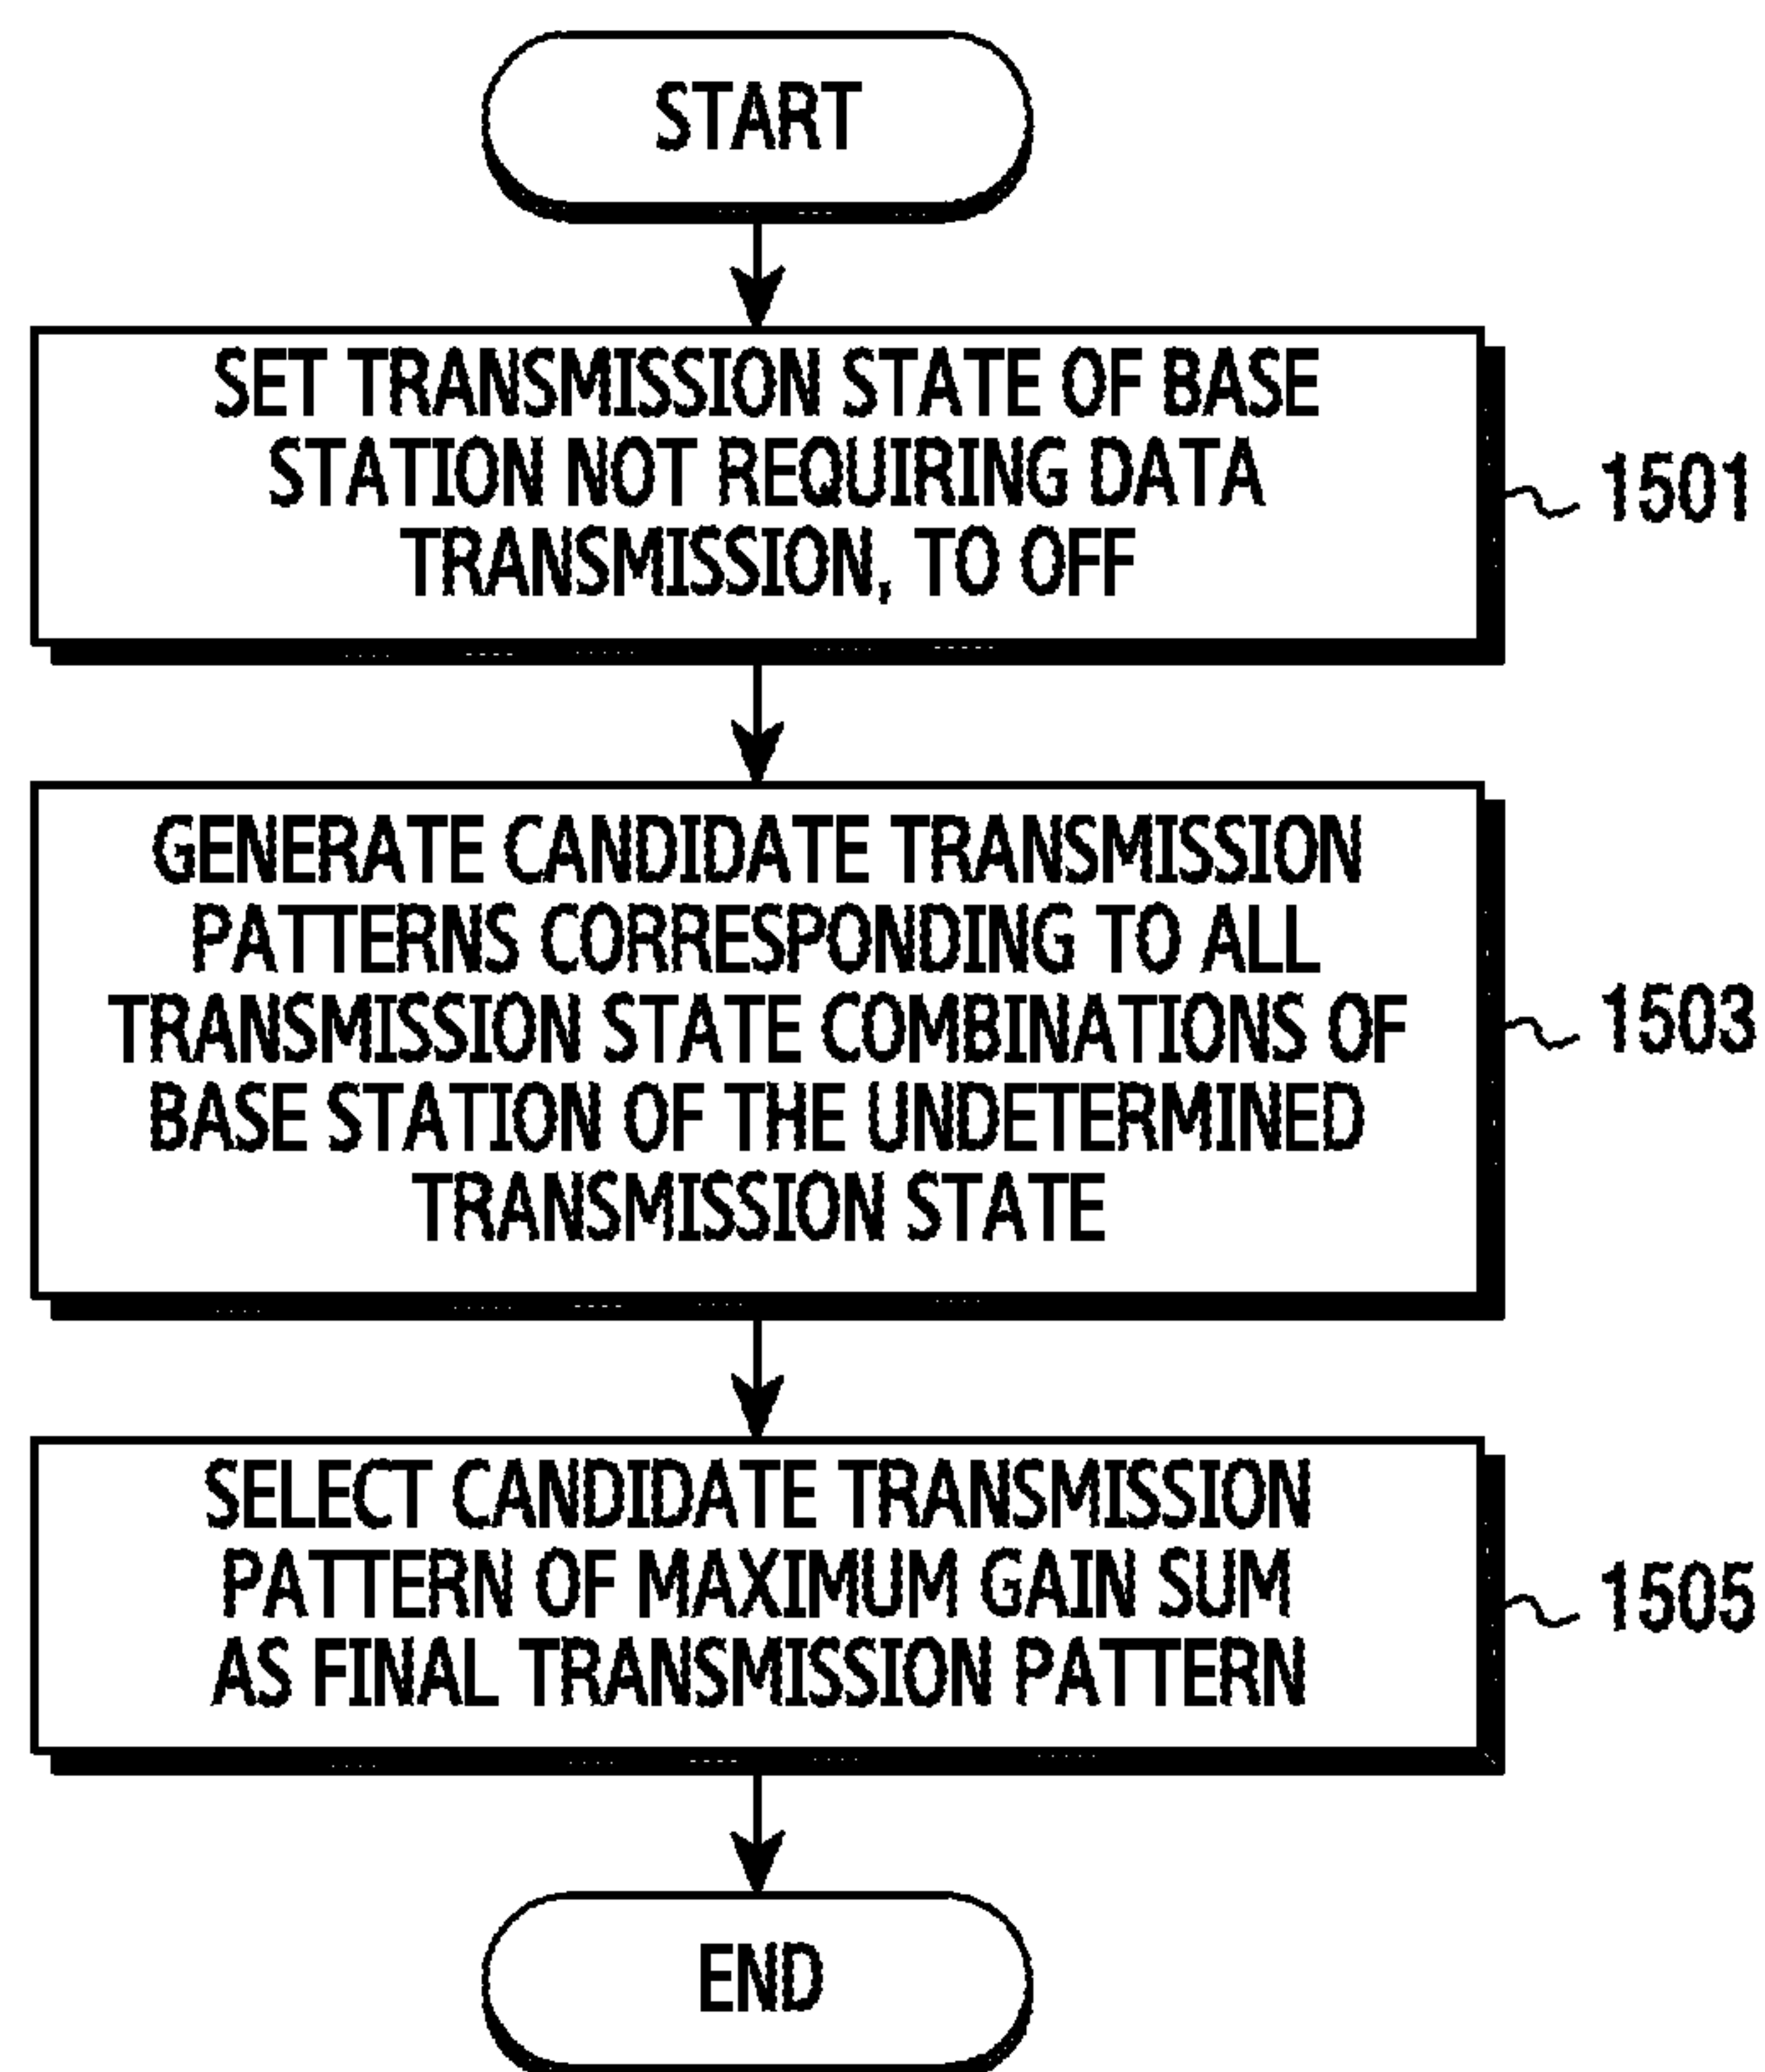 START
SET TRANSMISSION STATE OF BASE
STATION NOT REQUIRING DATA
TRANSMISSION, TO OFF
1501
GENERATE CANDIDATE TRANSMISSION
PATTERNS CORRESPONDING TO ALL
TRANSMISSION STATE COMBINATIONS OF
BASE STATION OF THE UNDETERMINED
TRANSMISSION STATE
1503
SELECT CANDIDATE TRANSMISSION
PATTERN OF MAXIMUM GAIN SUM
AS FINAL TRANSMISSION PATTERN
1505
END